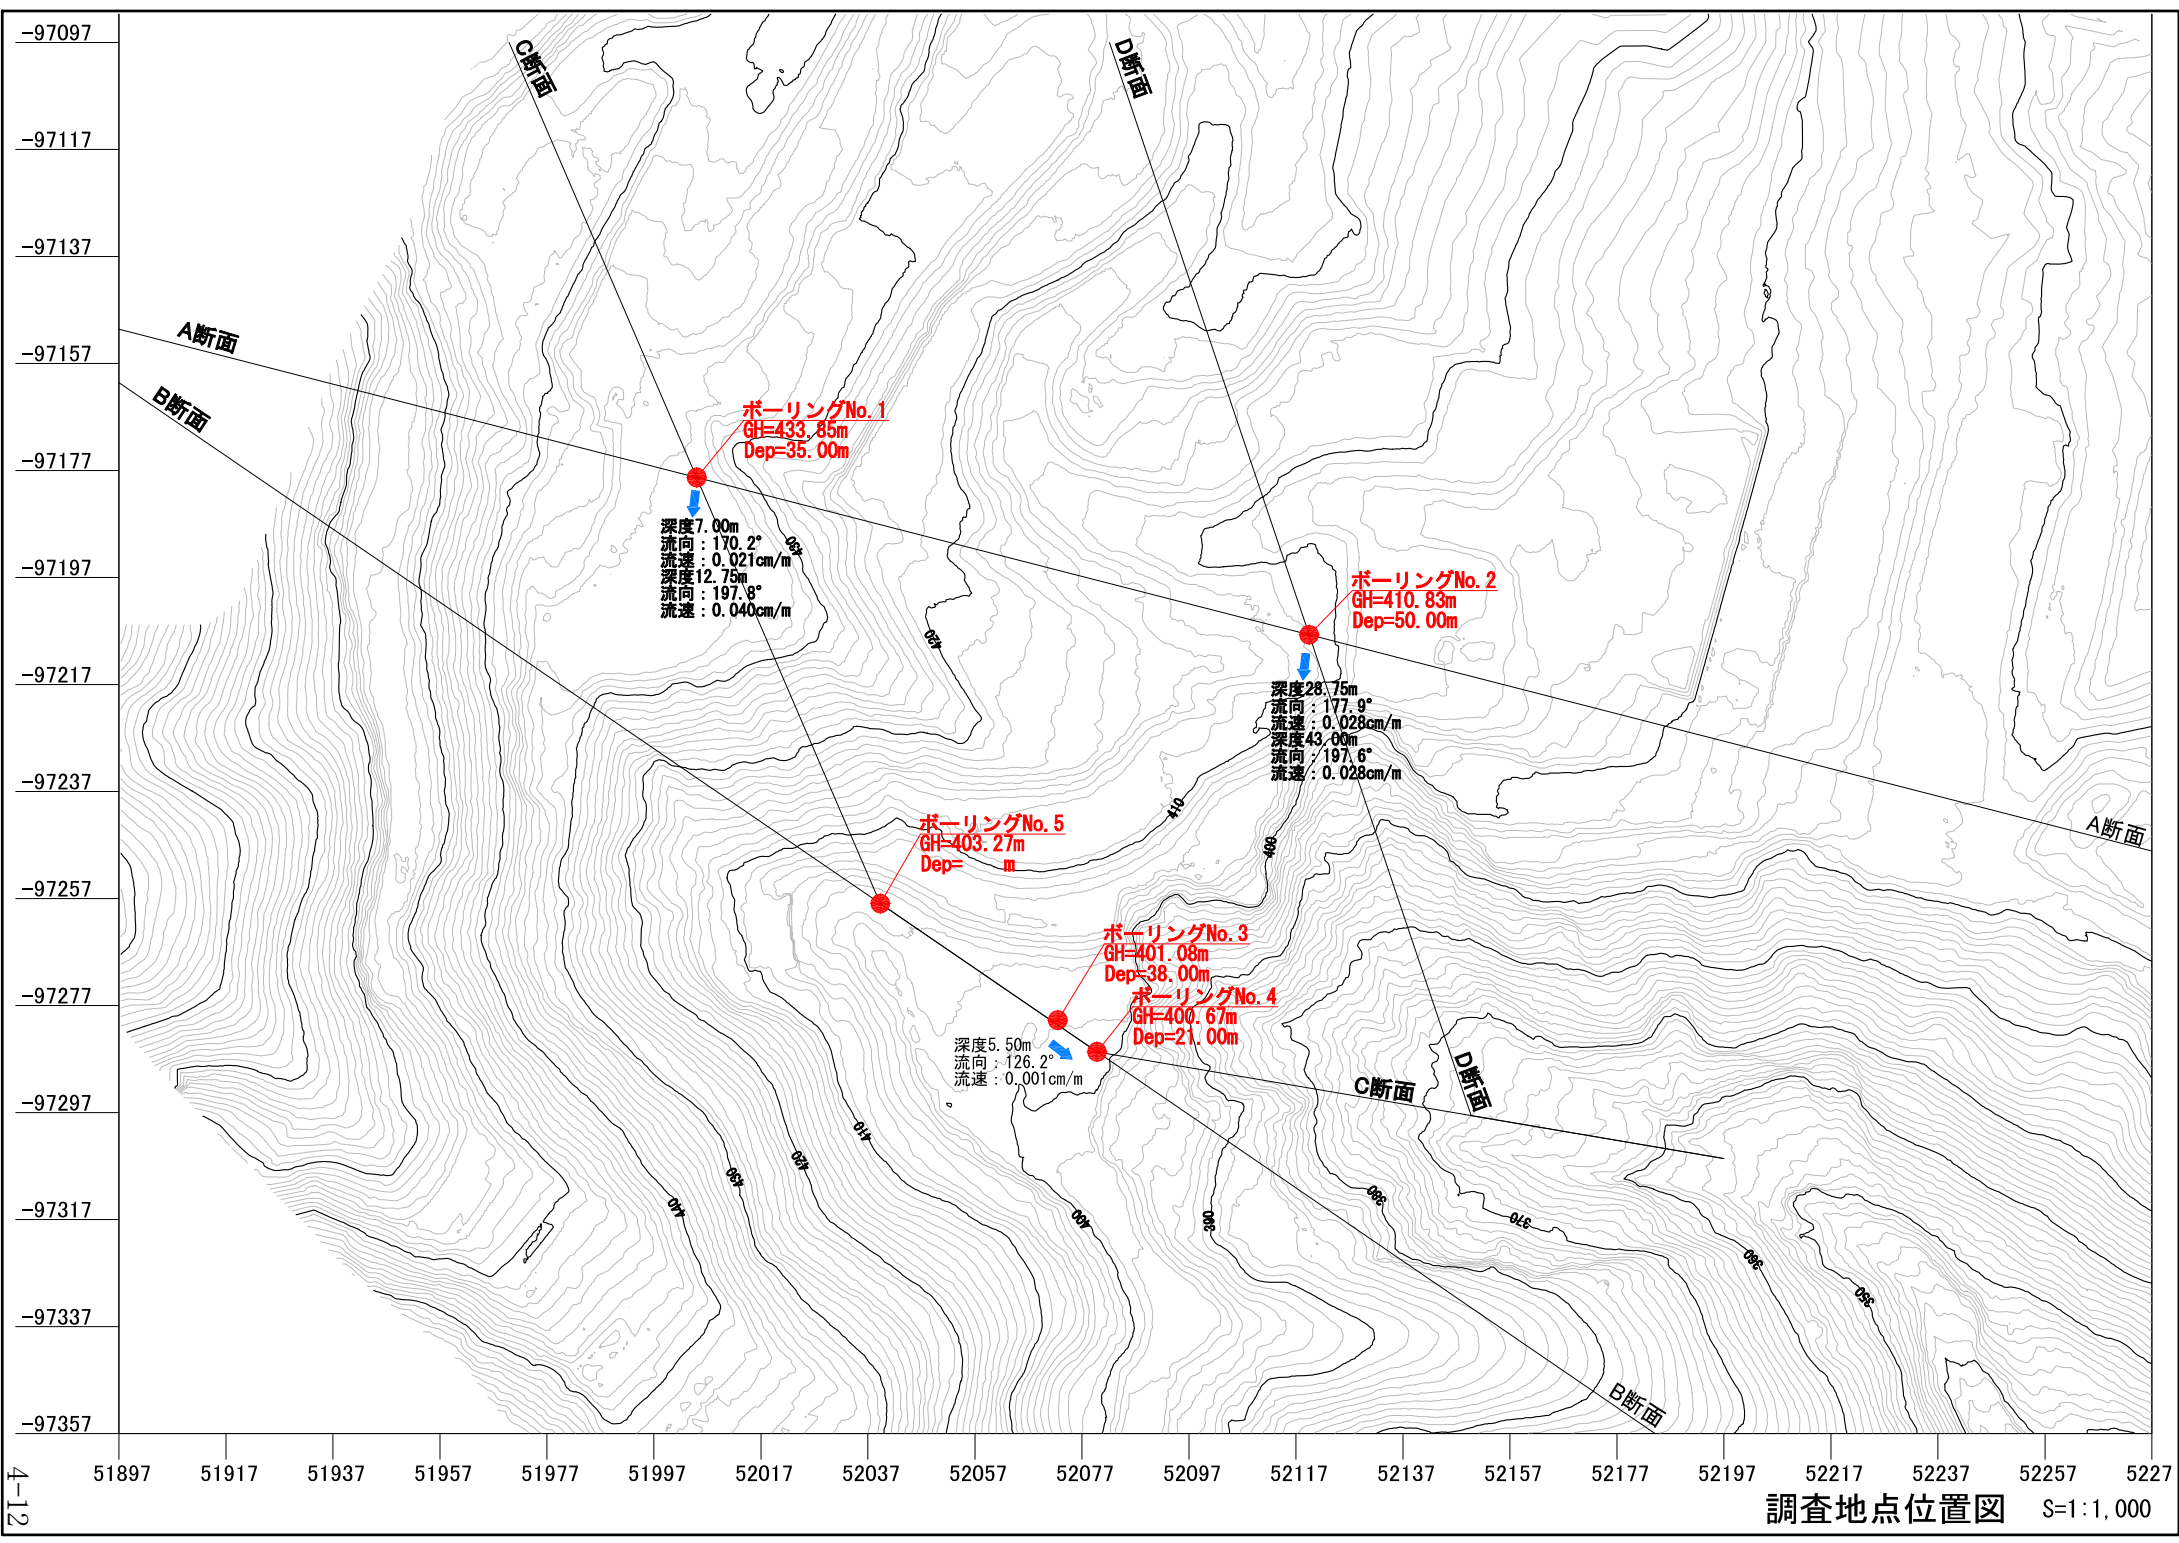 -97097
-97117
-97137
-97157
-97177
-97197
-97217
-97237
-97257
-97277
-97297
-97317
-97337
-97357
C断面
D断面
A断面
B断面
ボーリングNo.1
GH=433.85m
Dep=35.00m
深度7.00m
流向：170.2°
流速：0.021cm/m
深度12.75m
流向：197.8°
流速：0.040cm/m
430
420
ボーリングNo.2
GH=410.83m
Dep=50.00m
深度28.75m
流向：177.9°
流速：0.028cm/m
深度43.00m
流向：197.6°
流速：0.028cm/m
410
400
A断面
ボーリングNo.5
GH=403.27m
Dep=　　m
ボーリングNo.3
GH=401.08m
Dep=38.00m
ボーリングNo.4
GH=400.67m
Dep=21.00m
深度5.50m
流向：126.2°
流速：0.001cm/m
C断面
D断面
410
420
430
440
400
390
380
370
360
350
B断面
51897
51917
51937
51957
51977
51997
52017
52037
52057
52077
52097
52117
52137
52157
52177
52197
52217
52237
52257
5227
調査地点位置図 S=1:1,000
4-12